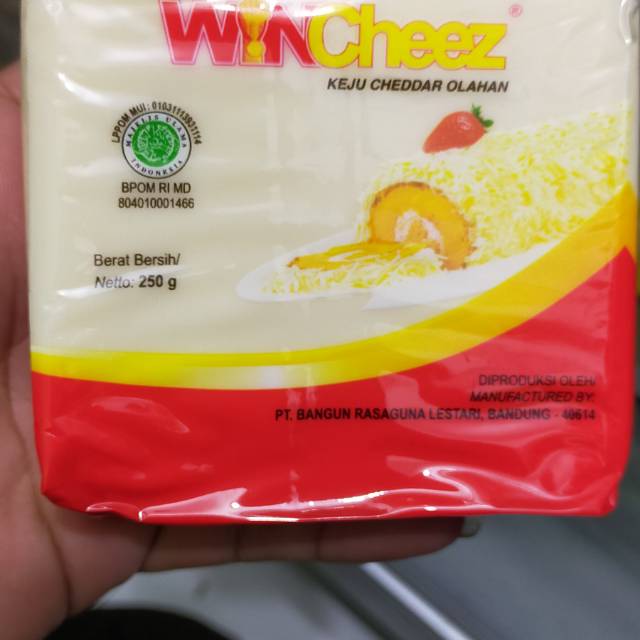 WINCheez®
KEJU CHEDDAR OLAHAN
LPPOM MUI: 01031113921114
MAJELIS ULAMA
INDONESIA
BPOM RI MD
804010001466
Berat Bersih/
Netto: 250 g
DIPRODUKSI OLEH/
MANUFACTURED BY:
PT. BANGUN RASAGUNA LESTARI, BANDUNG - 40614